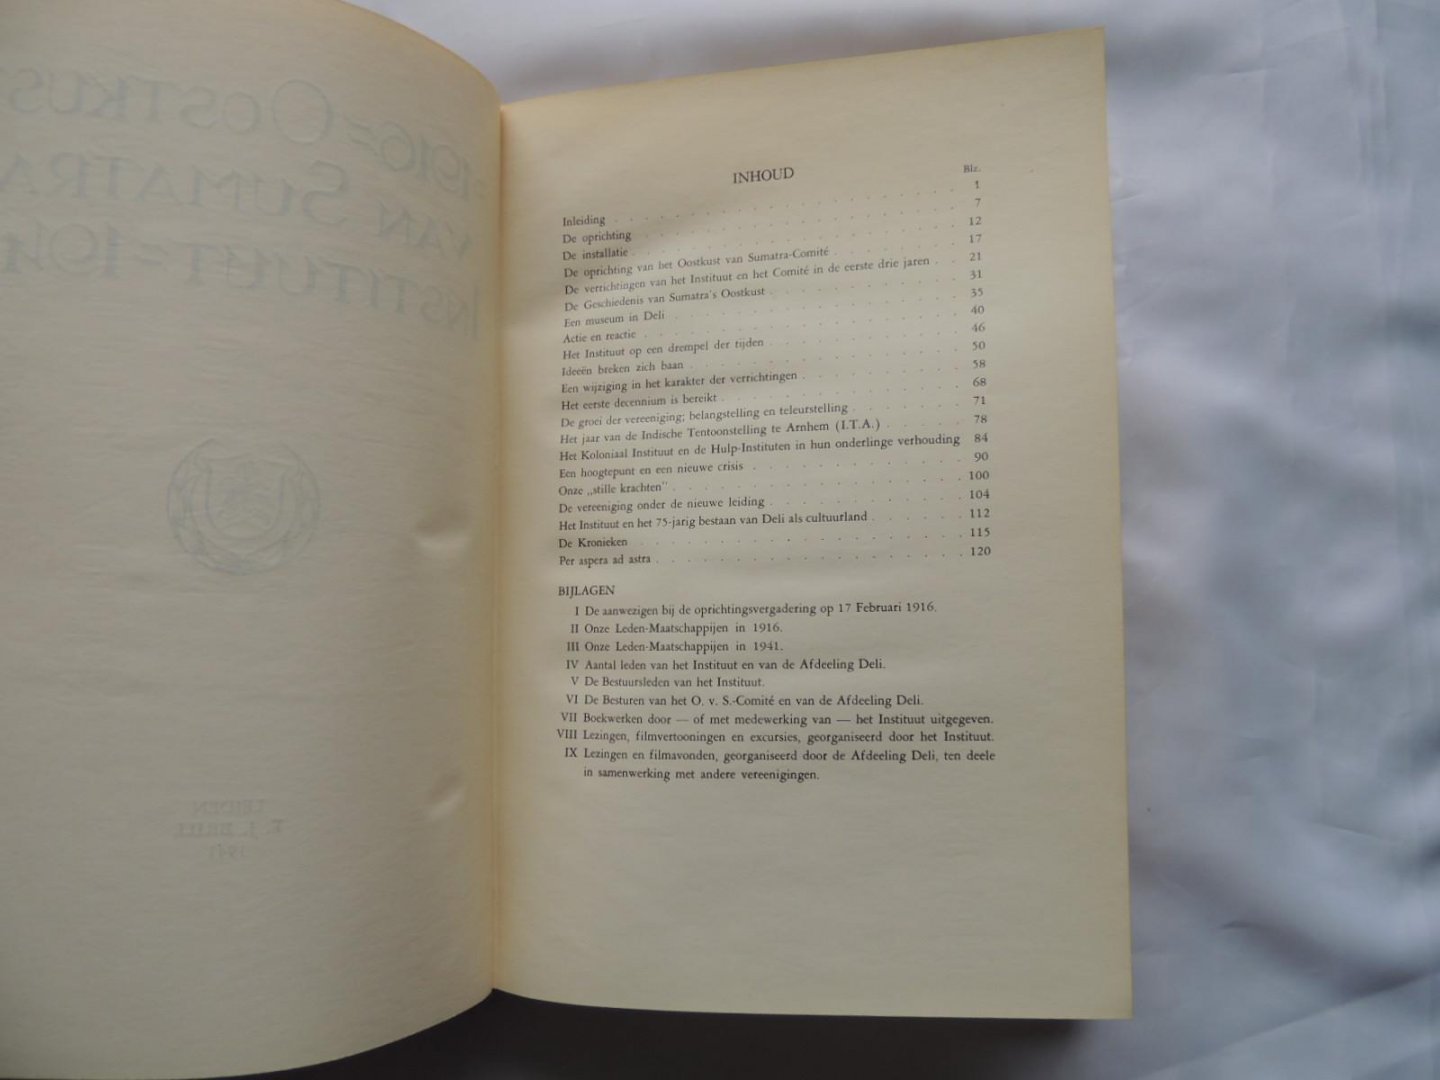 1916=OOSTKUST
VAN SUMATRA
INSTITUUT=1941
LEIDEN
E. J. BRILL
1941
INHOUD
Blz.
Inleiding . . . 1
De oprichting . . . 7
De installatie . . . 12
De oprichting van het Oostkust van Sumatra-Comité . . . 17
De verrichtingen van het Instituut en het Comité in de eerste drie jaren . . 21
De Geschiedenis van Sumatra's Oostkust . . . 31
Een museum in Deli . . . 35
Actie en reactie . . . 40
Het Instituut op een drempel der tijden . . . 46
Ideeën breken zich baan . . . 50
Een wijziging in het karakter der verrichtingen . . . 58
Het eerste decennium is bereikt . . . 68
De groei der vereeniging; belangstelling en teleurstelling . . . 71
Het jaar van de Indische Tentoonstelling te Arnhem (I.T.A.) . . . 78
Het Koloniaal Instituut en de Hulp-Instituten in hun onderlinge verhouding 84
Een hoogtepunt en een nieuwe crisis . . . 90
Onze „stille krachten" . . . 100
De vereeniging onder de nieuwe leiding . . . 104
Het Instituut en het 75-jarig bestaan van Deli als cultuurland . . . 112
De Kronieken . . . 115
Per aspera ad astra . . . 120
BIJLAGEN
I De aanwezigen bij de oprichtingsvergadering op 17 Februari 1916.
II Onze Leden-Maatschappijen in 1916.
III Onze Leden-Maatschappijen in 1941.
IV Aantal leden van het Instituut en van de Afdeeling Deli.
V De Bestuursleden van het Instituut.
VI De Besturen van het O. v. S.-Comité en van de Afdeeling Deli.
VII Boekwerken door — of met medewerking van — het Instituut uitgegeven.
VIII Lezingen, filmvertooningen en excursies, georganiseerd door het Instituut.
IX Lezingen en filmavonden, georganiseerd door de Afdeeling Deli, ten deele
in samenwerking met andere vereenigingen.